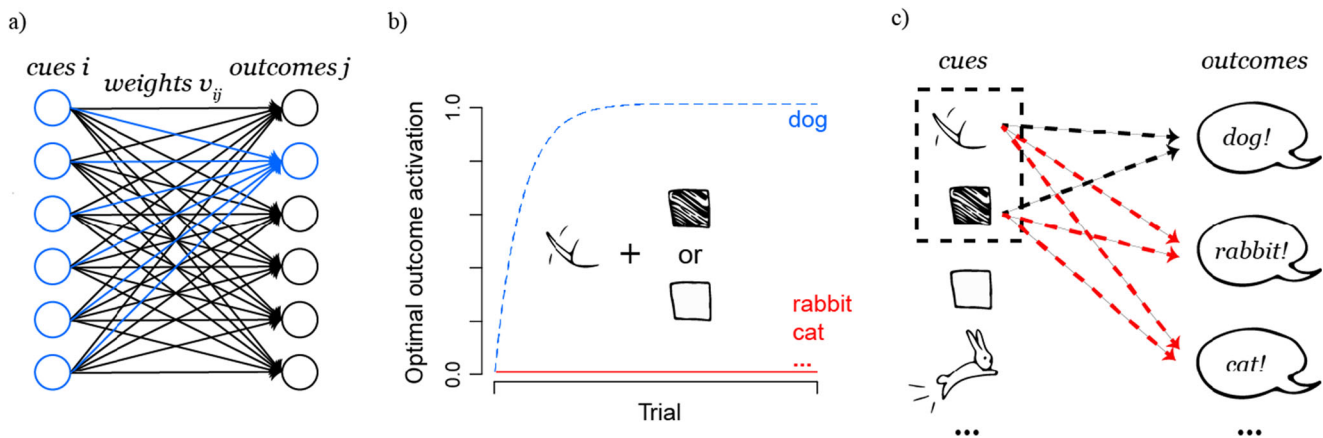 a)
cues i
weights v_ij
outcomes j
b)
Optimal outcome activation
1.0
0.0
dog
+
or
rabbit
cat
...
Trial
c)
cues
outcomes
dog!
rabbit!
cat!
...
...